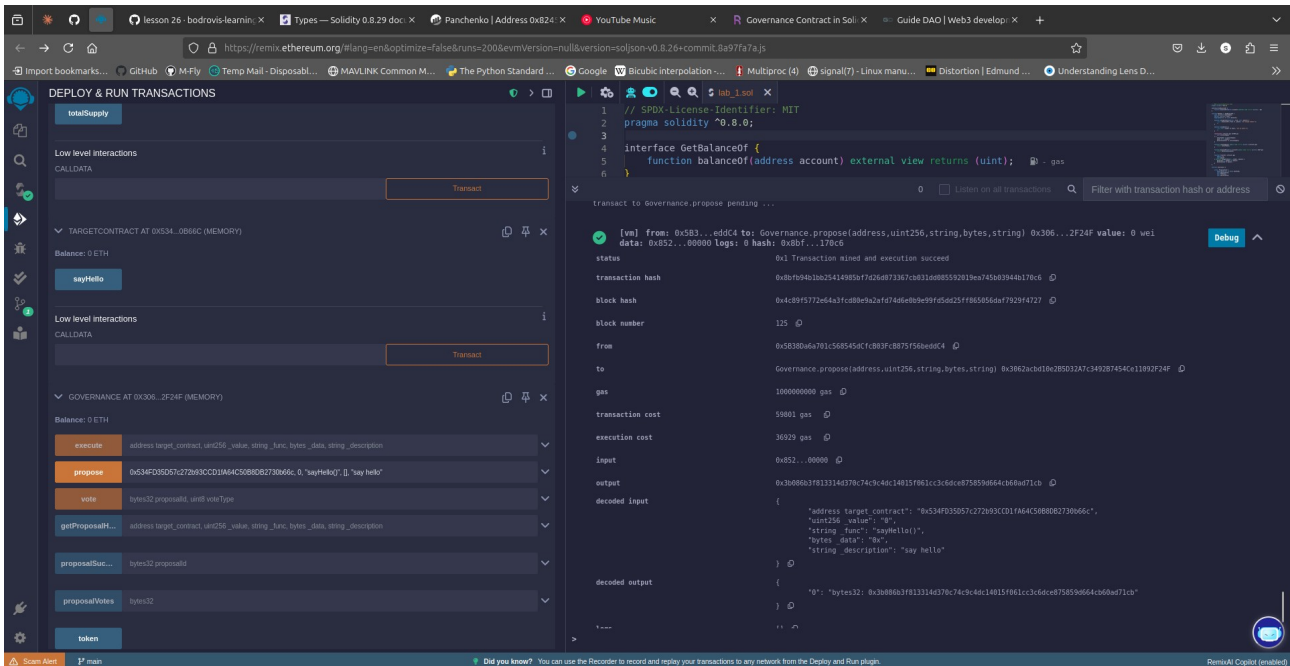 lesson 26 · bodrovis-learning
Types — Solidity 0.8.29 doc
Panchenko | Address 0x824
YouTube Music
Governance Contract in Soli
Guide DAO | Web3 develop
https://remix.ethereum.org/#lang=en&optimize=false&runs=200&evmVersion=null&version=soljson-v0.8.26+commit.8a97fa7a.js
Import bookmarks... GitHub M-Fly Temp Mail - Disposabl... MAVLINK Common M... The Python Standard ... Google Bicubic interpolation -... Multiproc (4) signal(7) - Linux manu... Distortion | Edmund ... Understanding Lens D...
DEPLOY & RUN TRANSACTIONS
totalSupply
Low level interactions
CALLDATA
Transact
TARGETCONTRACT AT 0X534...0B66C (MEMORY)
Balance: 0 ETH
sayHello
Low level interactions
CALLDATA
Transact
GOVERNANCE AT 0X306...2F24F (MEMORY)
Balance: 0 ETH
execute address target_contract, uint256 _value, string _func, bytes _data, string _description
propose 0x534FD35D57c272b93CCD1fA64C50B8DB2730b66c, 0, "sayHello()", [], "say hello"
vote bytes32 proposalId, uint8 voteType
getProposalH... address target_contract, uint256 _value, string _func, bytes _data, string _description
proposalSuc... bytes32 proposalId
proposalVotes bytes32
token
lab_1.sol
1 // SPDX-License-Identifier: MIT
2 pragma solidity ^0.8.0;
3
4 interface GetBalanceOf {
5 function balanceOf(address account) external view returns (uint); - gas
6 }
0 Listen on all transactions Filter with transaction hash or address
transact to Governance.propose pending ...
[vm] from: 0x5B3...eddC4 to: Governance.propose(address,uint256,string,bytes,string) 0x306...2F24F value: 0 wei
data: 0x852...00000 logs: 0 hash: 0x8bf...170c6
Debug
status 0x1 Transaction mined and execution succeed
transaction hash
block hash
block number 125
from 0x5B38Da6a701c568545dCfcB03FcB875f56beddC4
to Governance.propose(address,uint256,string,bytes,string)
gas 1000000000 gas
transaction cost 59801 gas
execution cost 36929 gas
input 0x852...00000
output
decoded input {
"address target_contract": "0x534FD35D57c272b93CCD1fA64C50B8DB2730b66c",
"uint256 _value": "0",
"string _func": "sayHello()",
"bytes _data": "0x",
"string _description": "say hello"
}
decoded output {
"0": "bytes32:
}
logs []
>
Scam Alert main Did you know? You can use the Recorder to record and replay your transactions to any network from the Deploy and Run plugin. RemixAI Copilot (enabled)